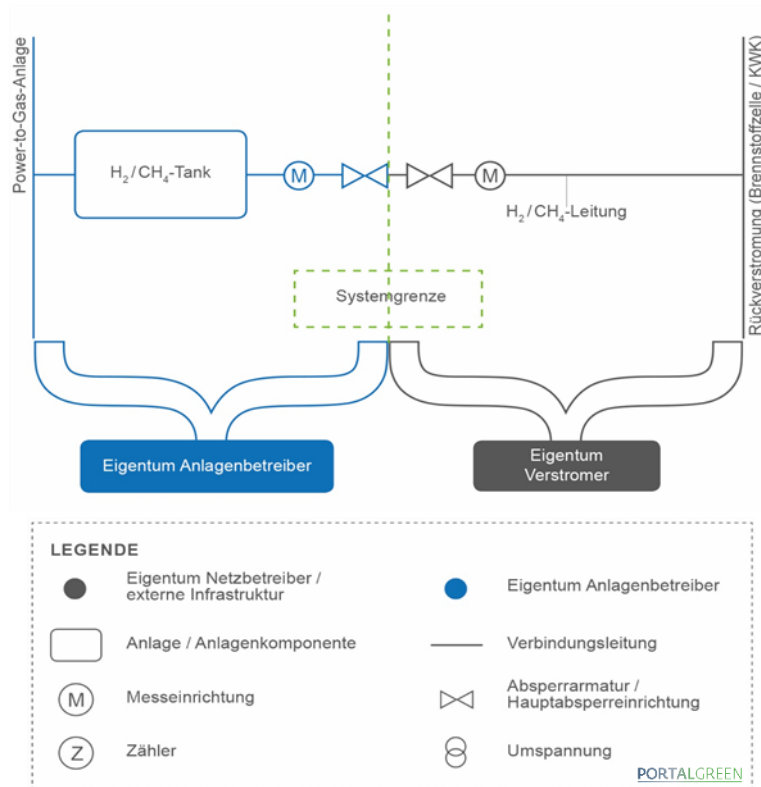 Power-to-Gas-Anlage
H₂/CH₄-Tank
M
M
H₂/CH₄-Leitung
Rückverstromung (Brennstoffzelle / KWK)
Systemgrenze
Eigentum Anlagenbetreiber
Eigentum
Verstromer
LEGENDE
Eigentum Netzbetreiber /
externe Infrastruktur
Eigentum Anlagenbetreiber
Anlage / Anlagenkomponente
Verbindungsleitung
M
Messeinrichtung
Absperrarmatur /
Hauptabsperreinrichtung
Z
Zähler
Umspannung
PORTALGREEN